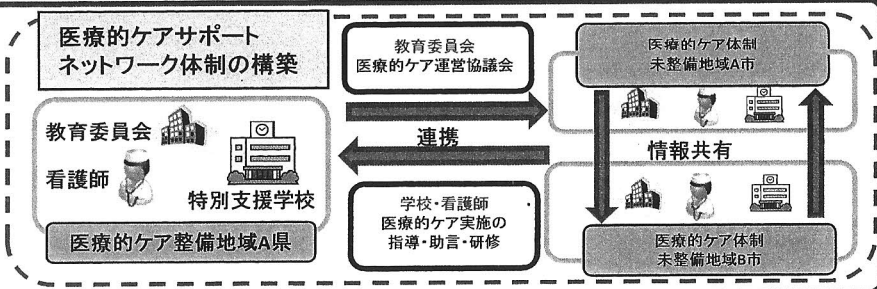 医療的ケアサポート
ネットワーク体制の構築
教育委員会
看護師
特別支援学校
医療的ケア整備地域A県
教育委員会
医療的ケア運営協議会
連携
学校・看護師
医療的ケア実施の
指導・助言・研修
医療的ケア体制
未整備地域A市
情報共有
医療的ケア体制
未整備地域B市